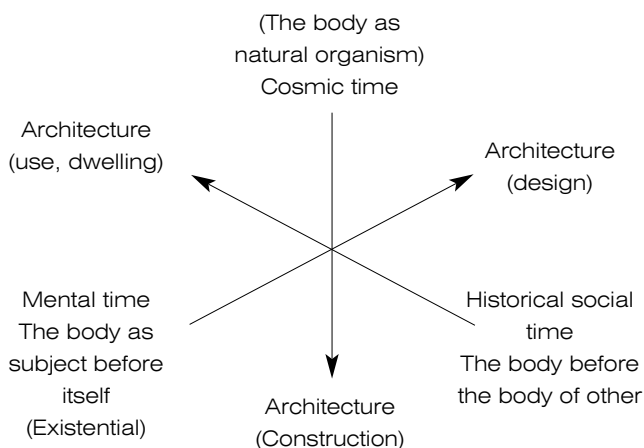 (The body as
natural organism)
Cosmic time
Architecture
(use, dwelling)
Architecture
(design)
Mental time
The body as
subject before
itself
(Existential)
Historical social
time
The body before
the body of other
Architecture
(Construction)